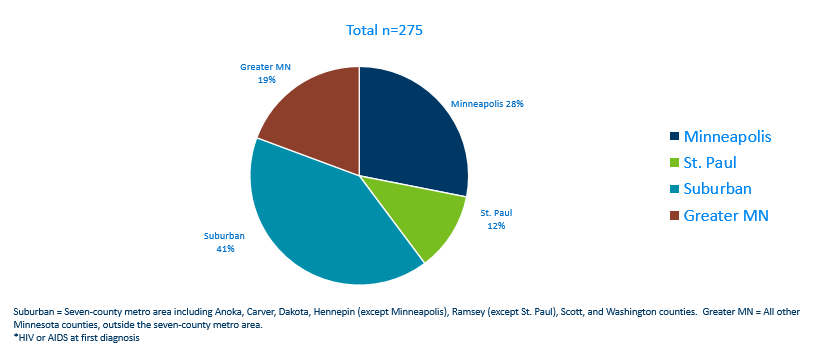 Total n=275
Greater MN
19%
Minneapolis 28%
St. Paul
12%
Suburban
41%
Minneapolis
St. Paul
Suburban
Greater MN
Suburban = Seven-county metro area including Anoka, Carver, Dakota, Hennepin (except Minneapolis), Ramsey (except St. Paul), Scott, and Washington counties.  Greater MN = All other
Minnesota counties, outside the seven-county metro area.
*HIV or AIDS at first diagnosis